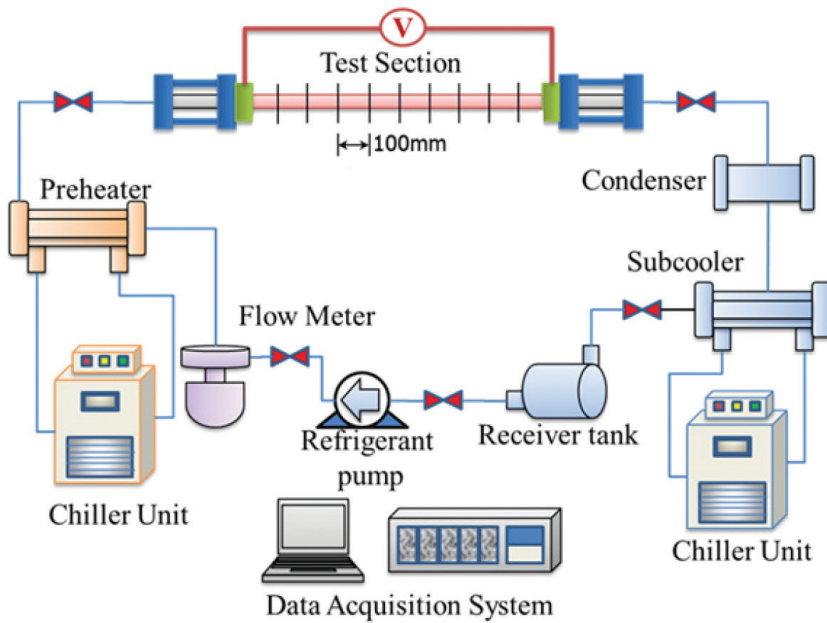 V
Test Section
100mm
Preheater
Condenser
Subcooler
Flow Meter
Refrigerant
pump
Receiver tank
Chiller Unit
Chiller Unit
Data Acquisition System